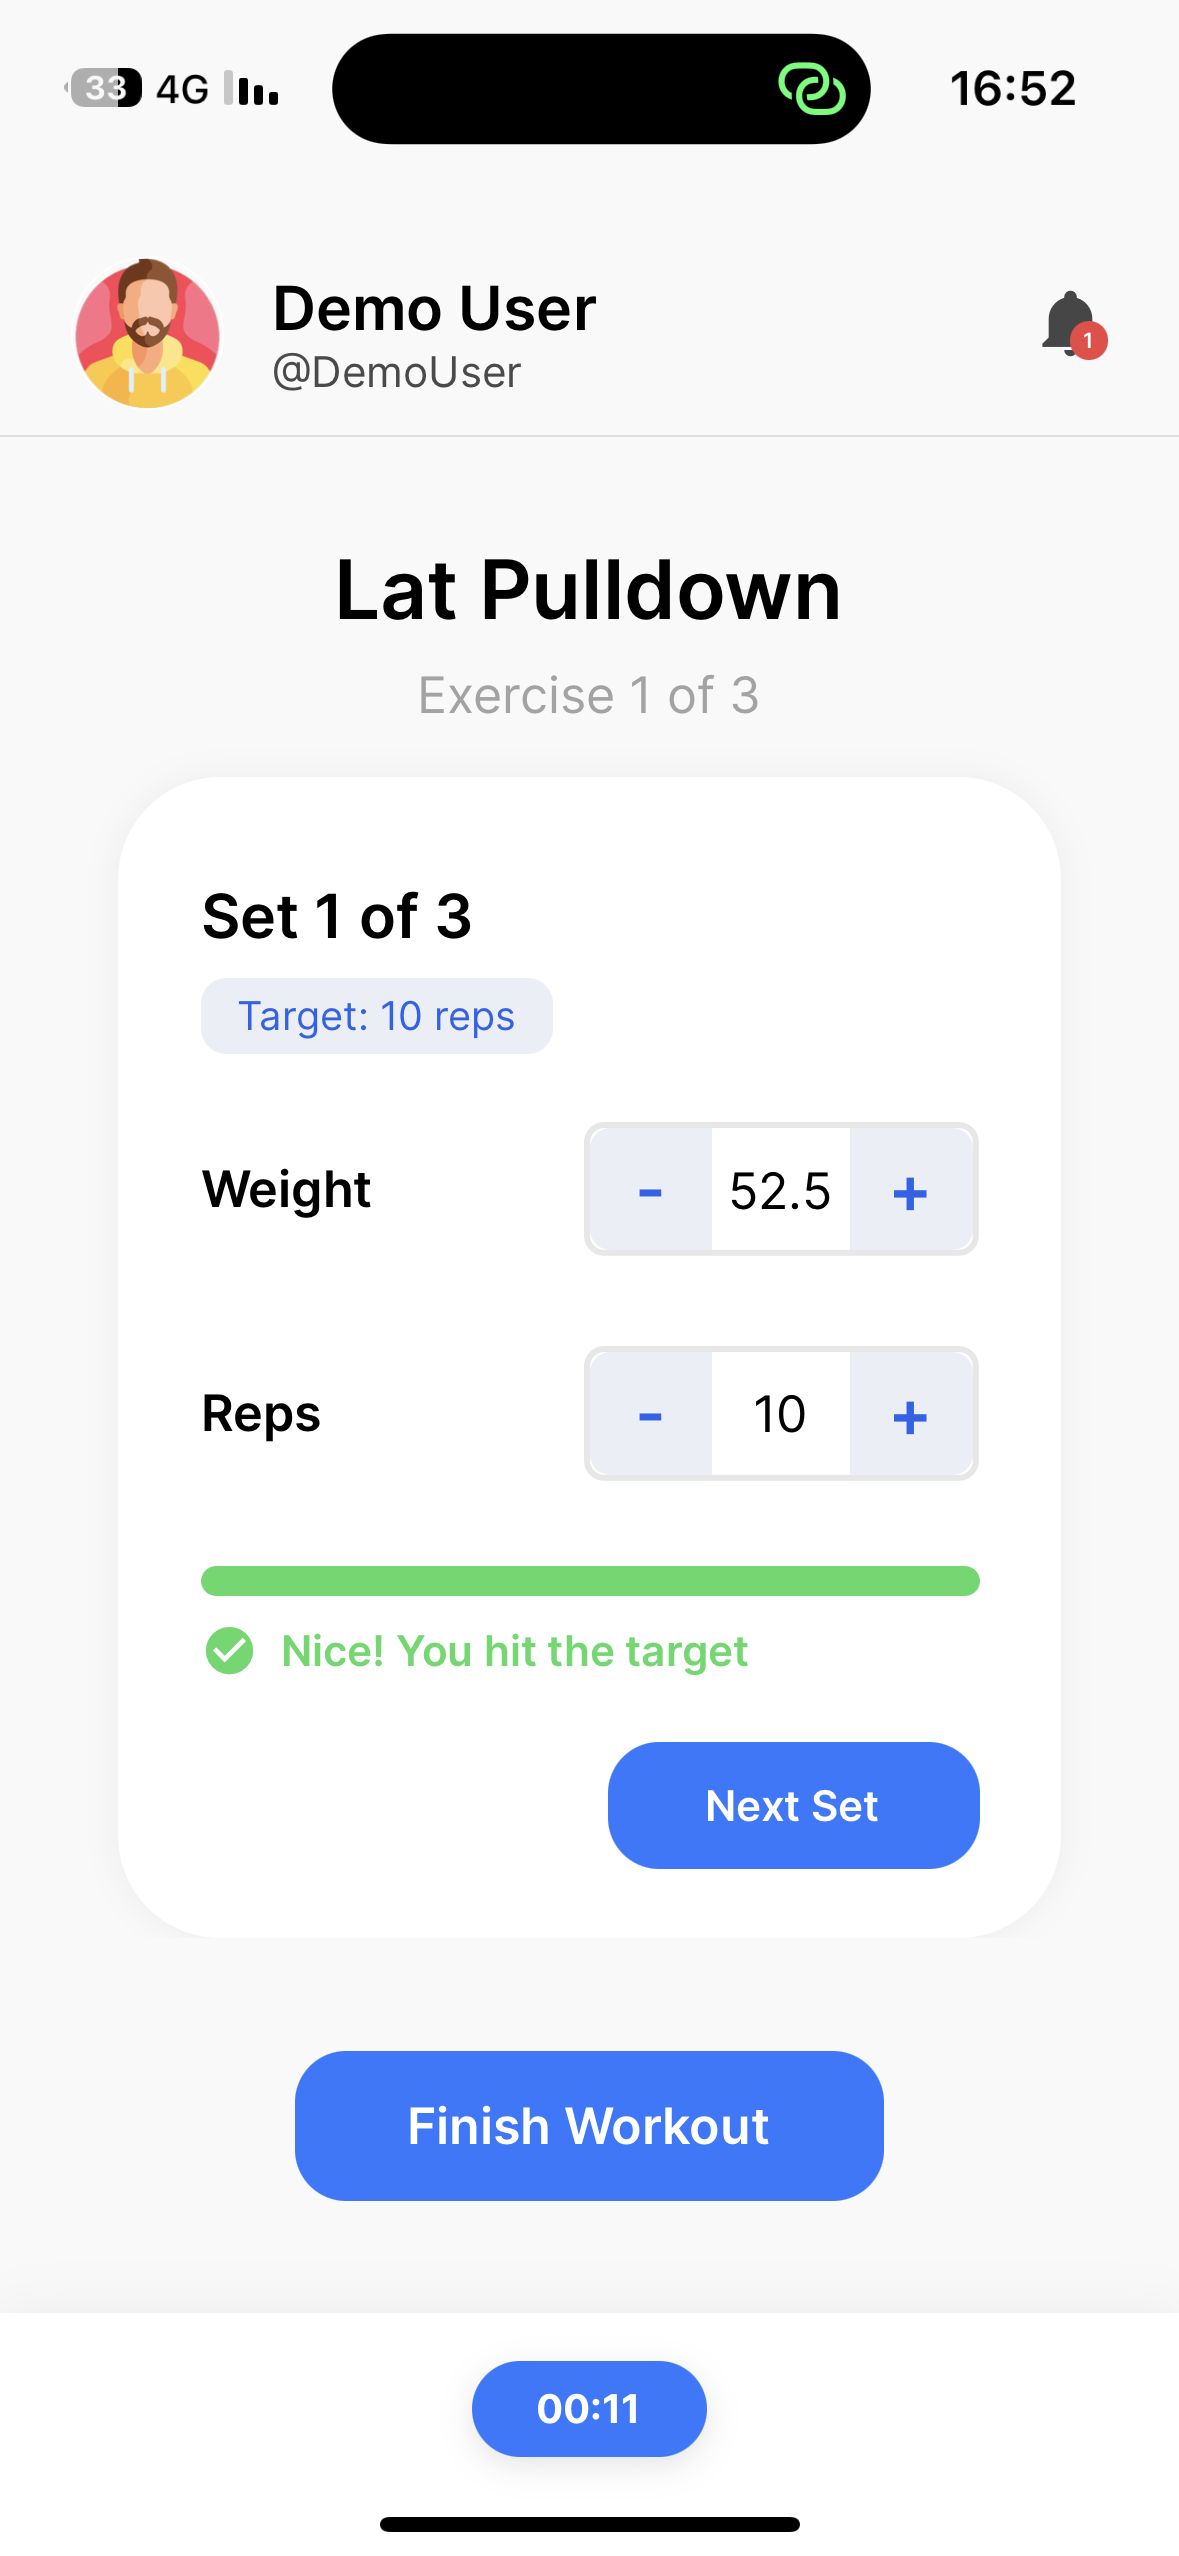 33 4G 16:52
Demo User
@DemoUser
1
Lat Pulldown
Exercise 1 of 3
Set 1 of 3
Target: 10 reps
Weight - 52.5 +
Reps - 10 +
Nice! You hit the target
Next Set
Finish Workout
00:11